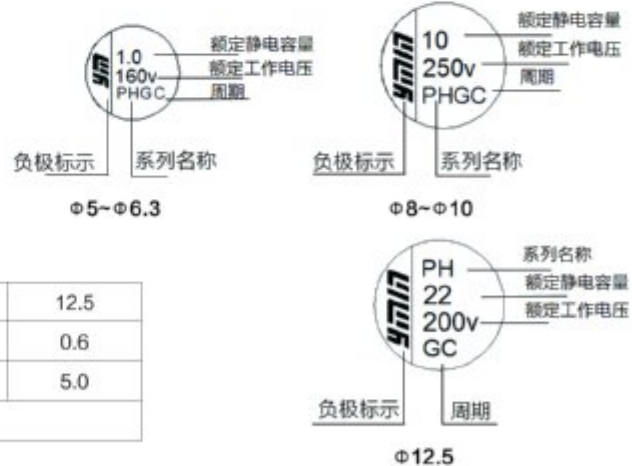 ym
1.0
160v
PHGC
额定静电容量
额定工作电压
周期
负极标示
系列名称
Φ5~Φ6.3
ymin
10
250v
PHGC
额定静电容量
额定工作电压
周期
负极标示
系列名称
Φ8~Φ10
12.5
0.6
5.0
ymin
PH
22
200v
GC
系列名称
额定静电容量
额定工作电压
负极标示
周期
Φ12.5